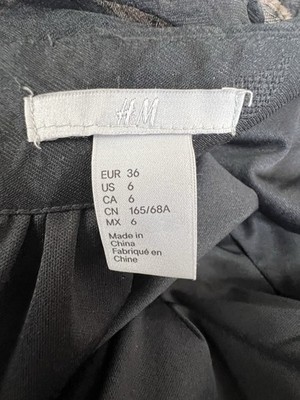 H&M
EUR 36
US 6
CA 6
CN 165/68A
MX 6
Made in
China
Fabriqué en
Chine